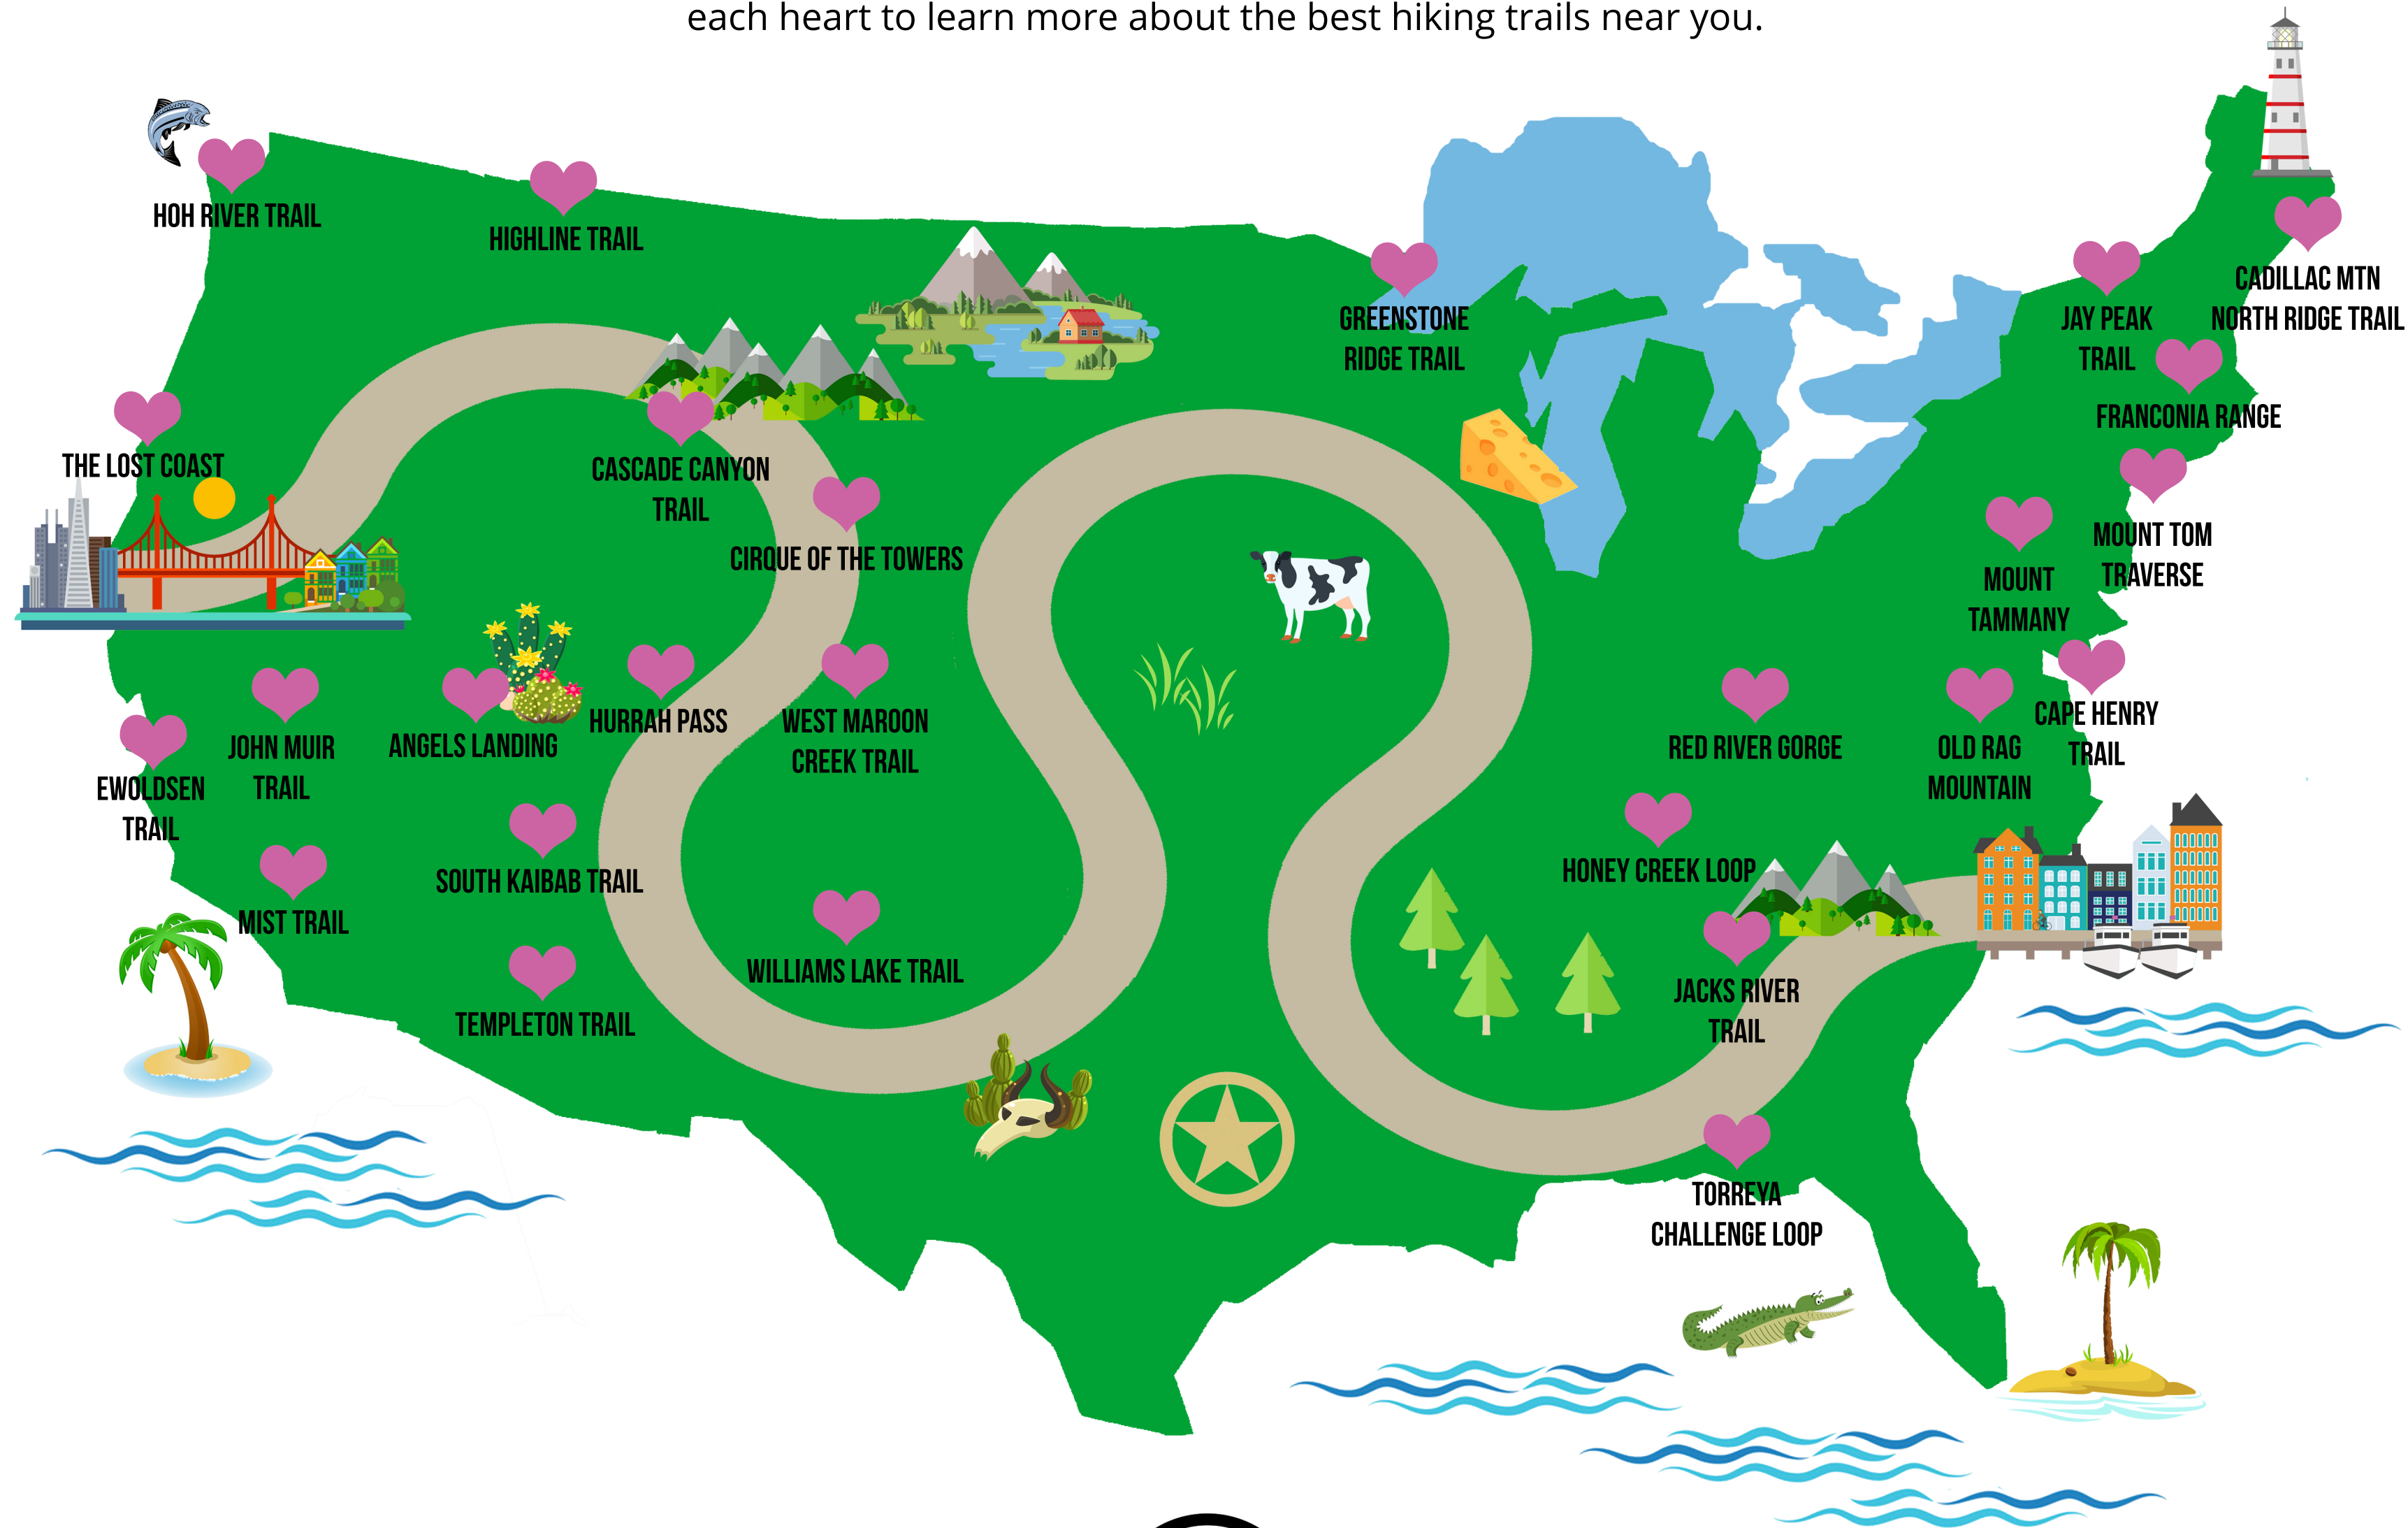 each heart to learn more about the best hiking trails near you.
HOH RIVER TRAIL
HIGHLINE TRAIL
GREENSTONE
RIDGE TRAIL
JAY PEAK
TRAIL
CADILLAC MTN
NORTH RIDGE TRAIL
FRANCONIA RANGE
THE LOST COAST
CASCADE CANYON
TRAIL
CIRQUE OF THE TOWERS
MOUNT TOM
TRAVERSE
MOUNT
TAMMANY
EWOLDSEN
TRAIL
JOHN MUIR
TRAIL
ANGELS LANDING
HURRAH PASS
WEST MAROON
CREEK TRAIL
RED RIVER GORGE
OLD RAG
MOUNTAIN
CAPE HENRY
TRAIL
MIST TRAIL
SOUTH KAIBAB TRAIL
HONEY CREEK LOOP
TEMPLETON TRAIL
WILLIAMS LAKE TRAIL
JACKS RIVER
TRAIL
TORREYA
CHALLENGE LOOP